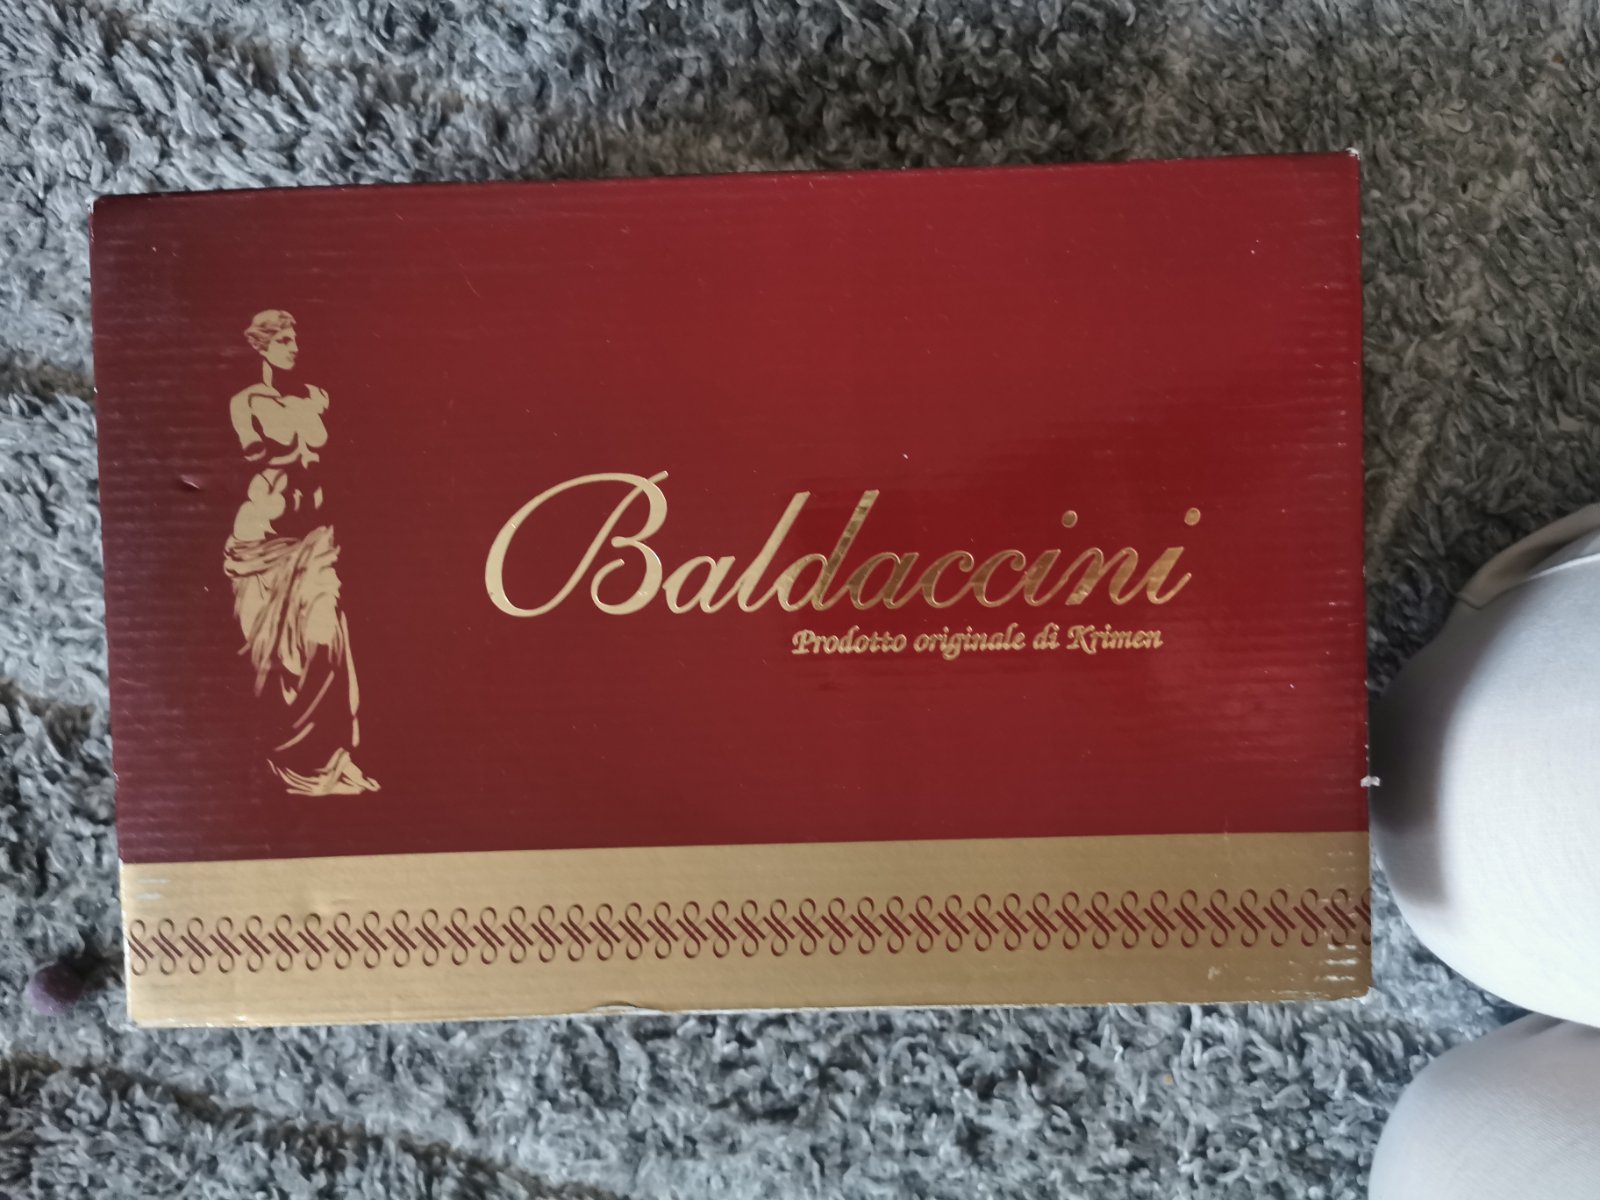 Baldaccini
Prodotto originale di Krimen